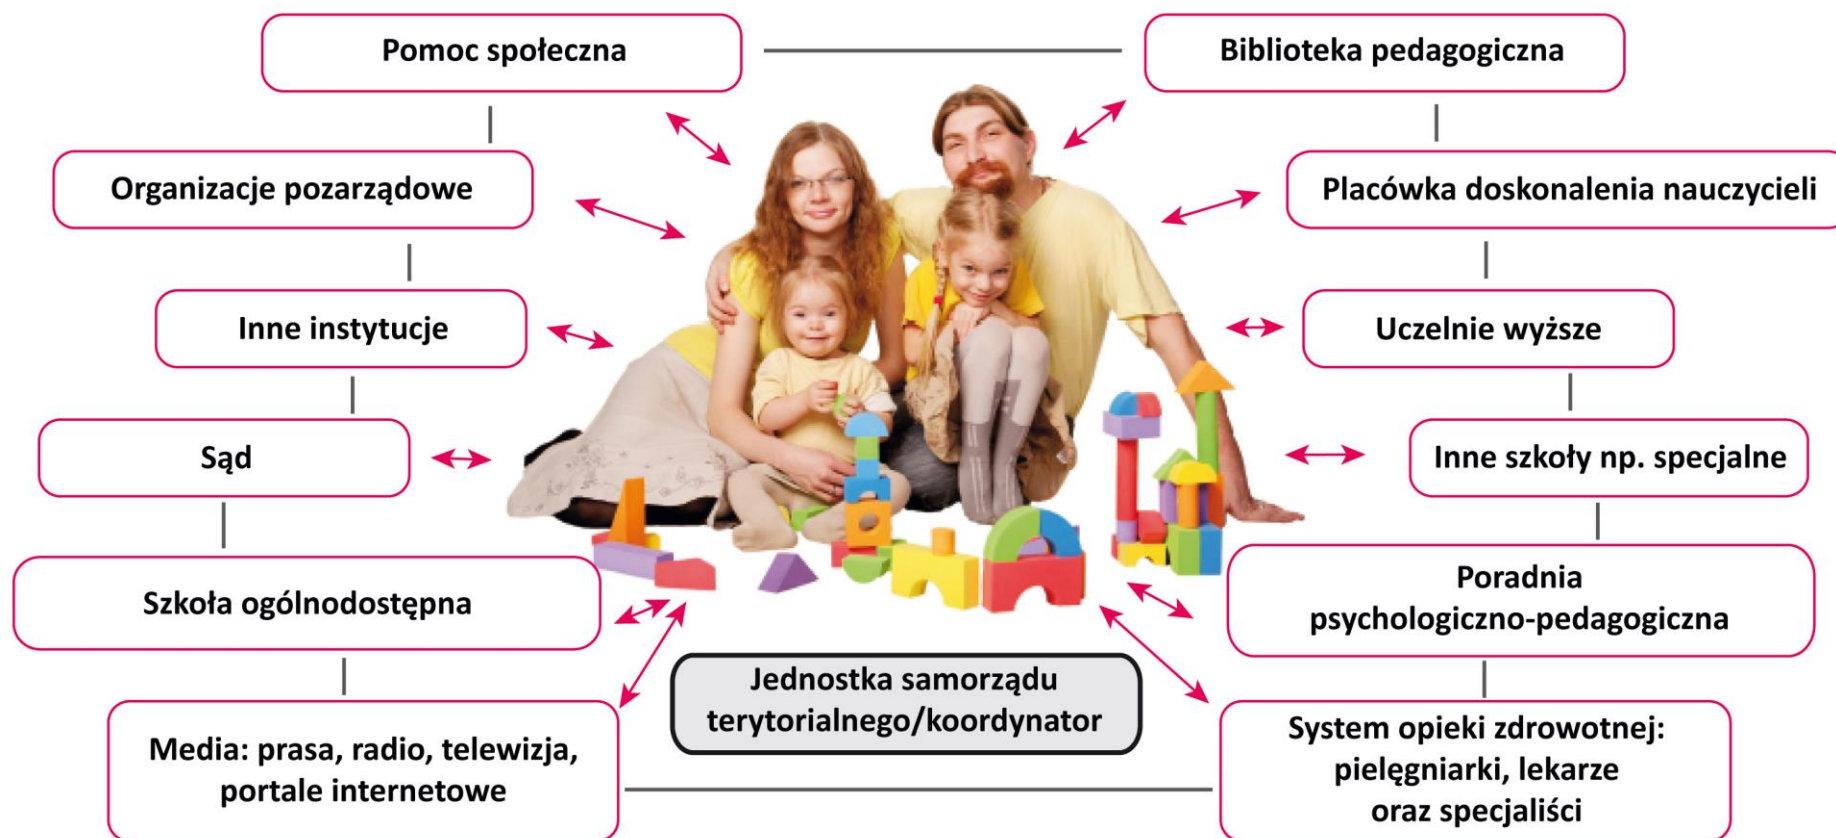 Pomoc społeczna
Biblioteka pedagogiczna
Organizacje pozarządowe
Placówka doskonalenia nauczycieli
Inne instytucje
Uczelnie wyższe
Sąd
Inne szkoły np. specjalne
Szkoła ogólnodostępna
Poradnia
psychologiczno-pedagogiczna
Jednostka samorządu
terytorialnego/koordynator
Media: prasa, radio, telewizja,
portale internetowe
System opieki zdrowotnej:
pielęgniarki, lekarze
oraz specjaliści